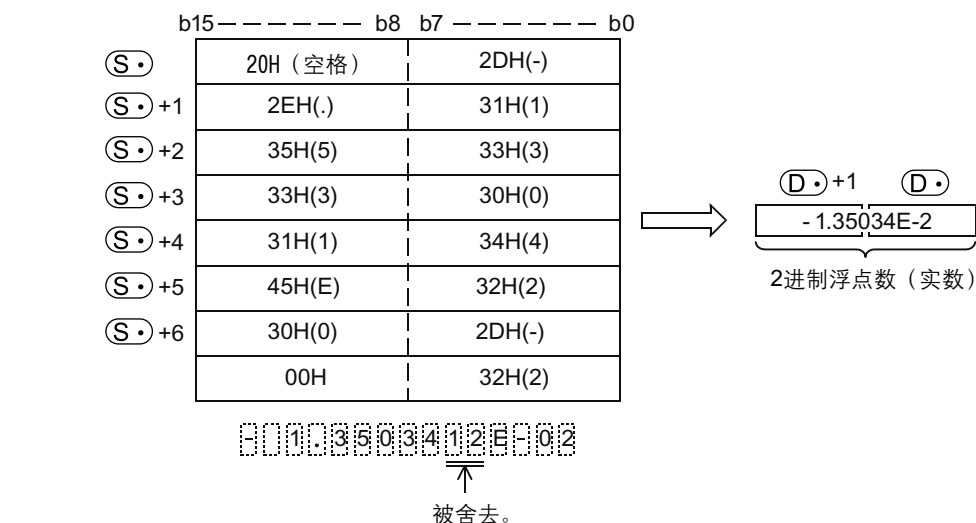 b15 b8 b7 b0
S· 20H（空格） 2DH(-)
S· +1 2EH(.) 31H(1)
S· +2 35H(5) 33H(3)
S· +3 33H(3) 30H(0)
S· +4 31H(1) 34H(4)
S· +5 45H(E) 32H(2)
S· +6 30H(0) 2DH(-)
00H 32H(2)
D· +1 D·
-1.35034E-2
2进制浮点数（实数）
- 1.3503412E-02
被舍去。